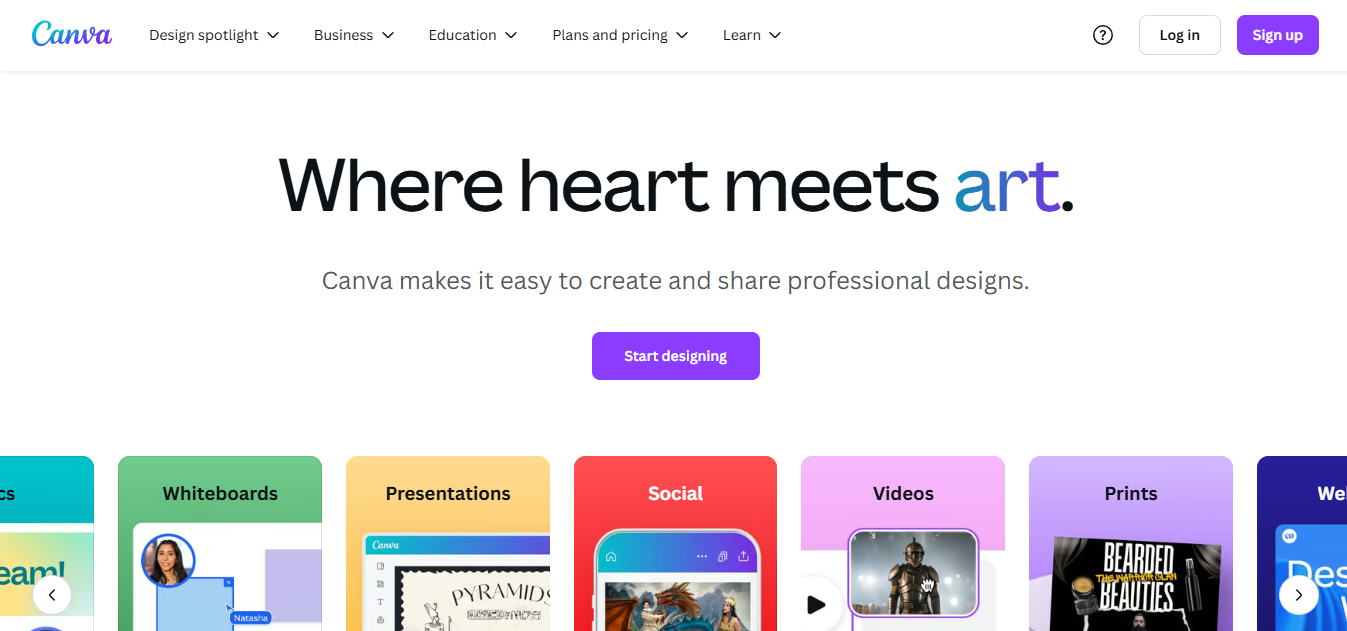 Canva
Design spotlight
Business
Education
Plans and pricing
Learn
?
Log in
Sign up
Where heart meets art.
Canva makes it easy to create and share professional designs.
Start designing
cs
Whiteboards
Presentations
Social
Videos
Prints
We
eam!
Natasha
Canva
T
PYRAMIDS
BEARDED
THE WARRIOR CLAN
BEAUTIES
Des